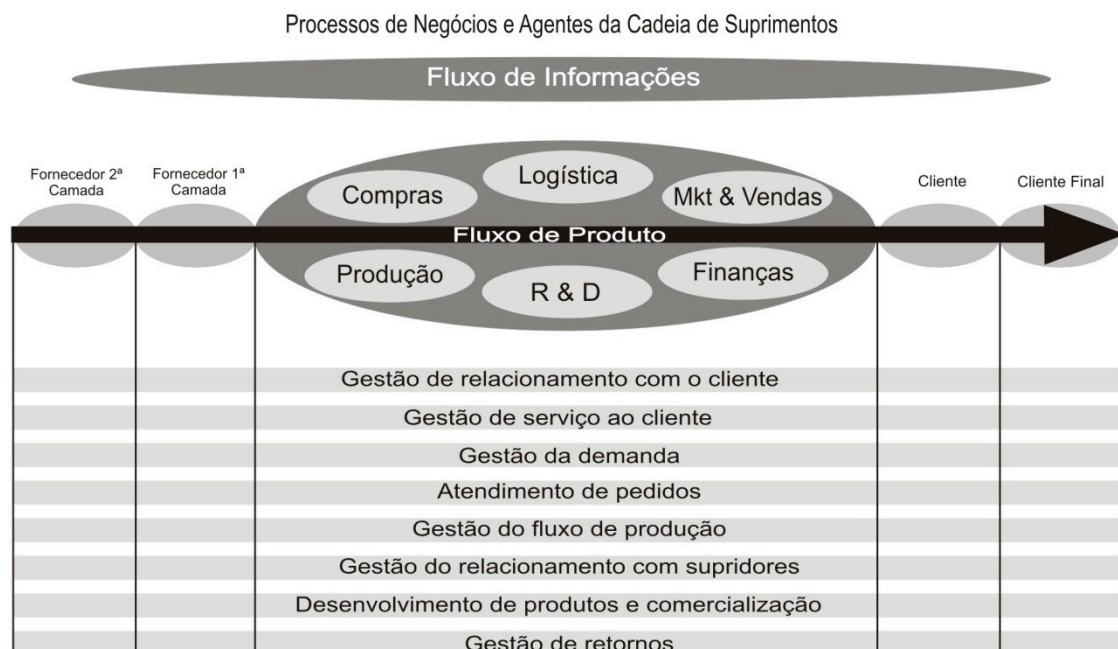 Processos de Negócios e Agentes da Cadeia de Suprimentos
Fluxo de Informações
Fornecedor 2ª
Camada
Fornecedor 1ª
Camada
Compras
Logística
Mkt & Vendas
Cliente
Cliente Final
Fluxo de Produto
Produção
R & D
Finanças
Gestão de relacionamento com o cliente
Gestão de serviço ao cliente
Gestão da demanda
Atendimento de pedidos
Gestão do fluxo de produção
Gestão do relacionamento com supridores
Desenvolvimento de produtos e comercialização
Gestão de retornos